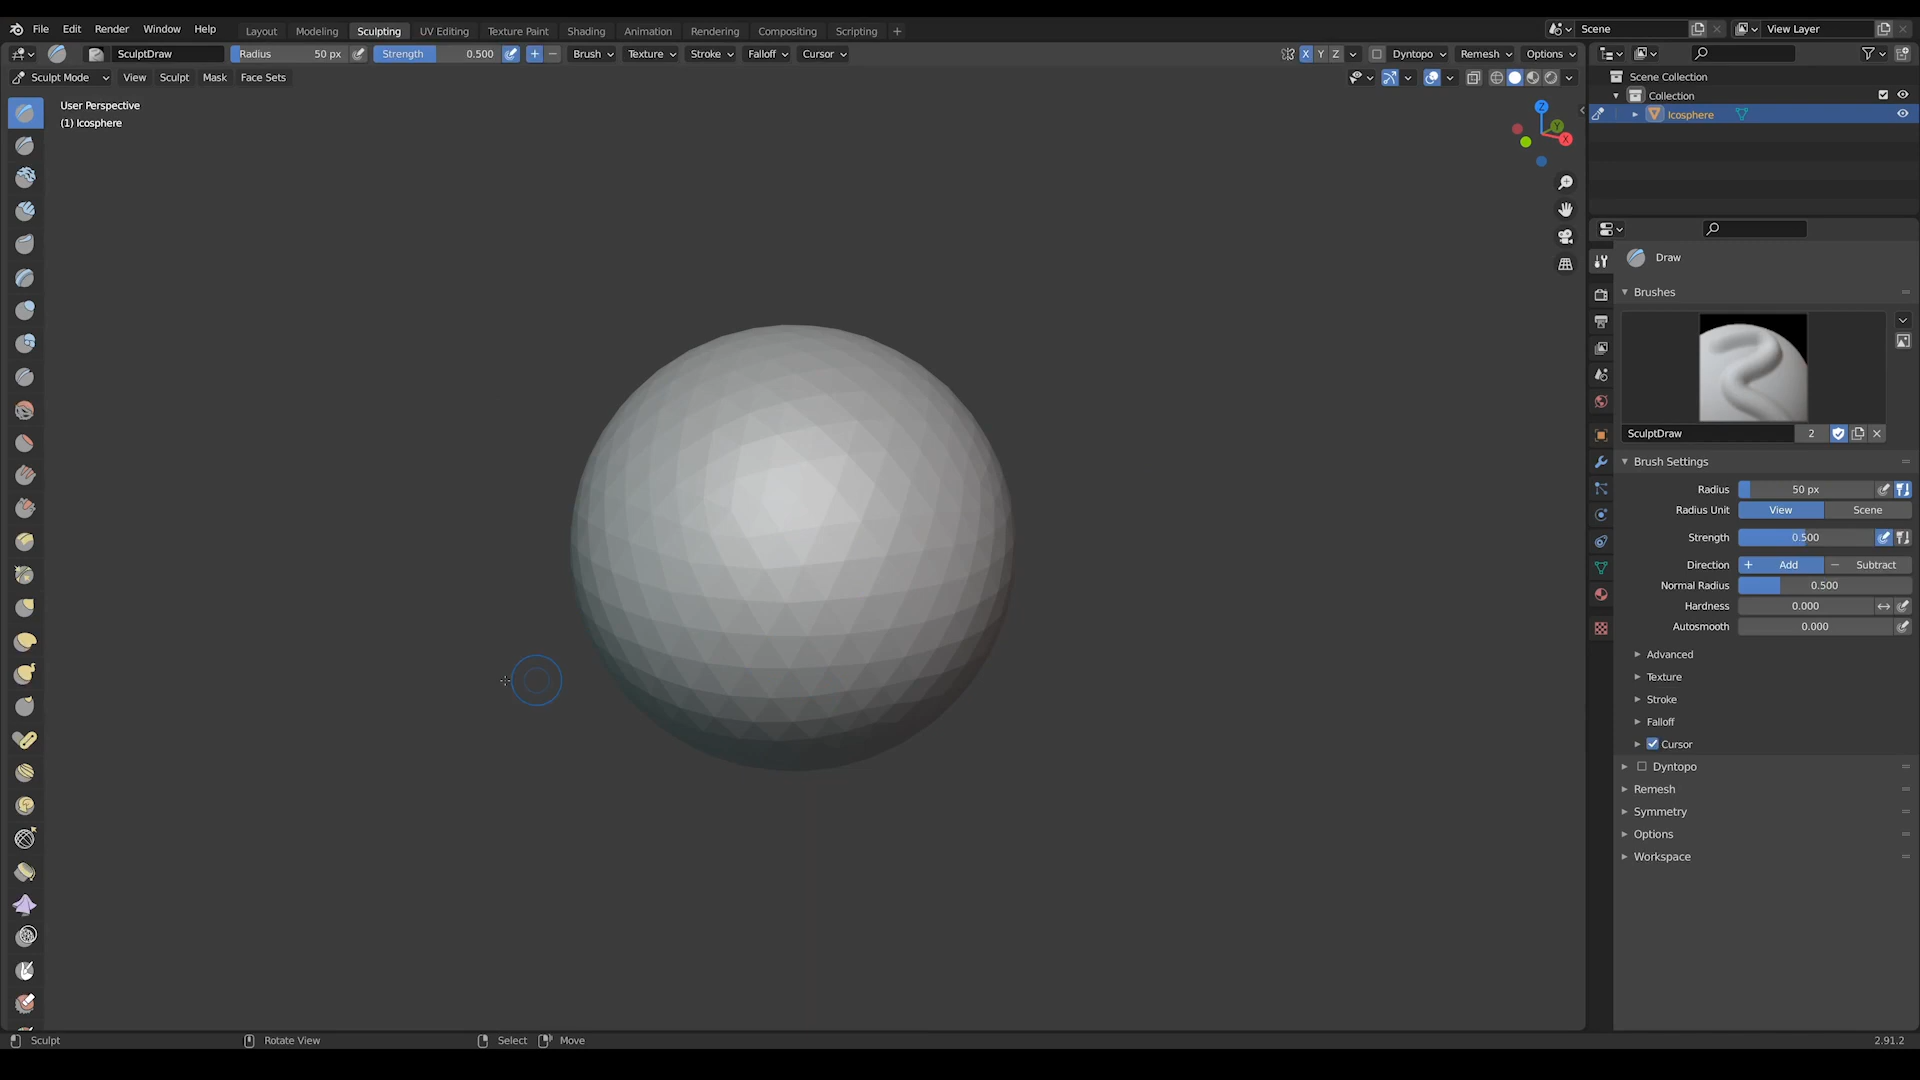 File Edit Render Window Help Layout Modeling Sculpting UV Editing Texture Paint Shading Animation Rendering Compositing Scripting + Scene View Layer
SculptDraw Radius 50 px Strength 0.500 + − Brush Texture Stroke Falloff Cursor X Y Z Dyntopo Remesh Options
Sculpt Mode View Sculpt Mask Face Sets
User Perspective
(1) Icosphere
Z
Y
X
Scene Collection
Collection
Icosphere
Draw
Brushes
SculptDraw 2
Brush Settings
Radius 50 px
Radius Unit View Scene
Strength 0.500
Direction + Add − Subtract
Normal Radius 0.500
Hardness 0.000
Autosmooth 0.000
Advanced
Texture
Stroke
Falloff
Cursor
Dyntopo
Remesh
Symmetry
Options
Workspace
Sculpt Rotate View Select Move 2.91.2